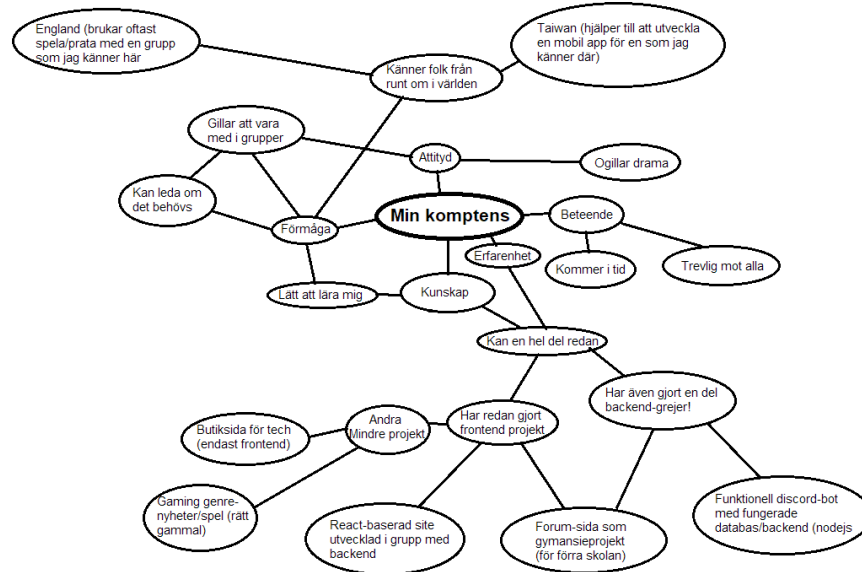 England (brukar oftast
spela/prata med en grupp
som jag känner här
Taiwan (hjälper till att utveckla
en mobil app för en som jag
känner där)
Känner folk från
runt om i världen
Gillar att vara
med i grupper
Attityd
Ogillar drama
Kan leda om
det behövs
Förmåga
Min komptens
Beteende
Erfarenhet
Kommer i tid
Trevlig mot alla
Lätt att lära mig
Kunskap
Kan en hel del redan
Har även gjort en del
backend-grejer!
Andra
Mindre projekt
Har redan gjort
frontend projekt
Butiksida för tech
(endast frontend)
Gaming genre-
nyheter/spel (rätt
gammal)
React-baserad site
utvecklad i grupp med
backend
Forum-sida som
gymansieprojekt
(för förra skolan)
Funktionell discord-bot
med fungerade
databas/backend (nodejs